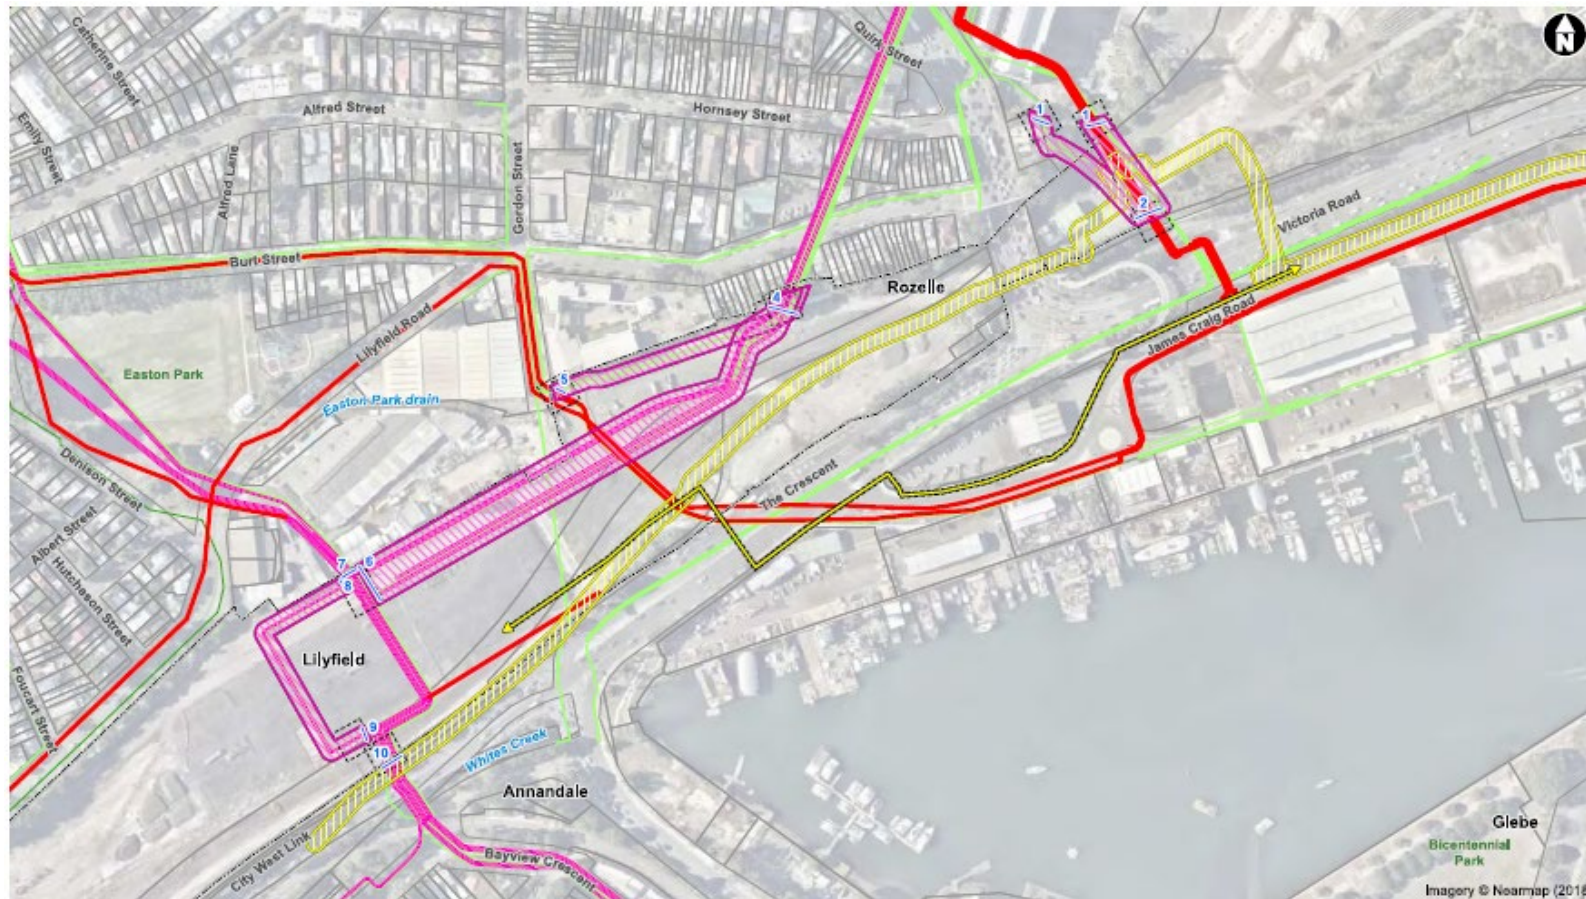 Catherine Street
Quirk Street
N
Alfred Street
Hornsey Street
Emily Street
Alfred Lane
Gordon Street
1
1
2
Victoria Road
Burt Street
Rozelle
4
Lilyfield Road
James Craig Road
Easton Park
5
Easton Park drain
Denison Street
The Crescent
Albert Street
7
6
8
Hutchason Street
Lilyfield
Foucart Street
9
10
Whites Creek
Annandale
City West Link
Bayview Crescent
Glebe
Bicentennial
Park
Imagery © Nearmap (2018